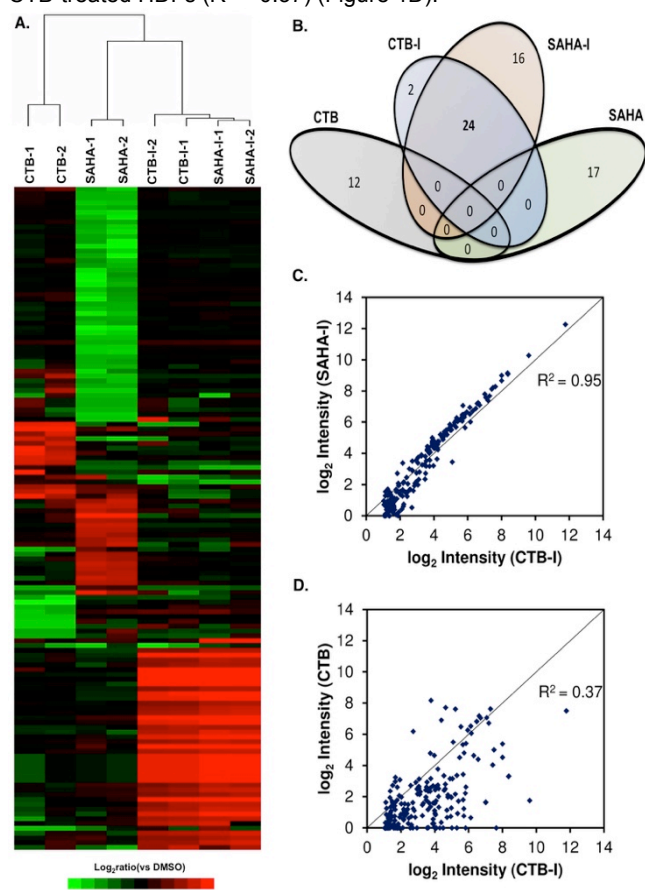 CTB treated HDFs (R² = 0.37) (Figure 1D).
A.
CTB-1
CTB-2
SAHA-1
SAHA-2
CTB-I-2
CTB-I-1
SAHA-I-1
SAHA-I-2
Log₂ratio(vs DMSO)
B.
CTB-I
SAHA-I
CTB
SAHA
2
16
24
12
17
0
0
0
0
0
0
0
0
0
C.
log₂ Intensity (SAHA-I)
14
12
10
8
6
4
2
0
R² = 0.95
0 2 4 6 8 10 12 14
log₂ Intensity (CTB-I)
D.
log₂ Intensity (CTB)
14
12
10
8
6
4
2
0
R² = 0.37
0 2 4 6 8 10 12 14
log₂ Intensity (CTB-I)